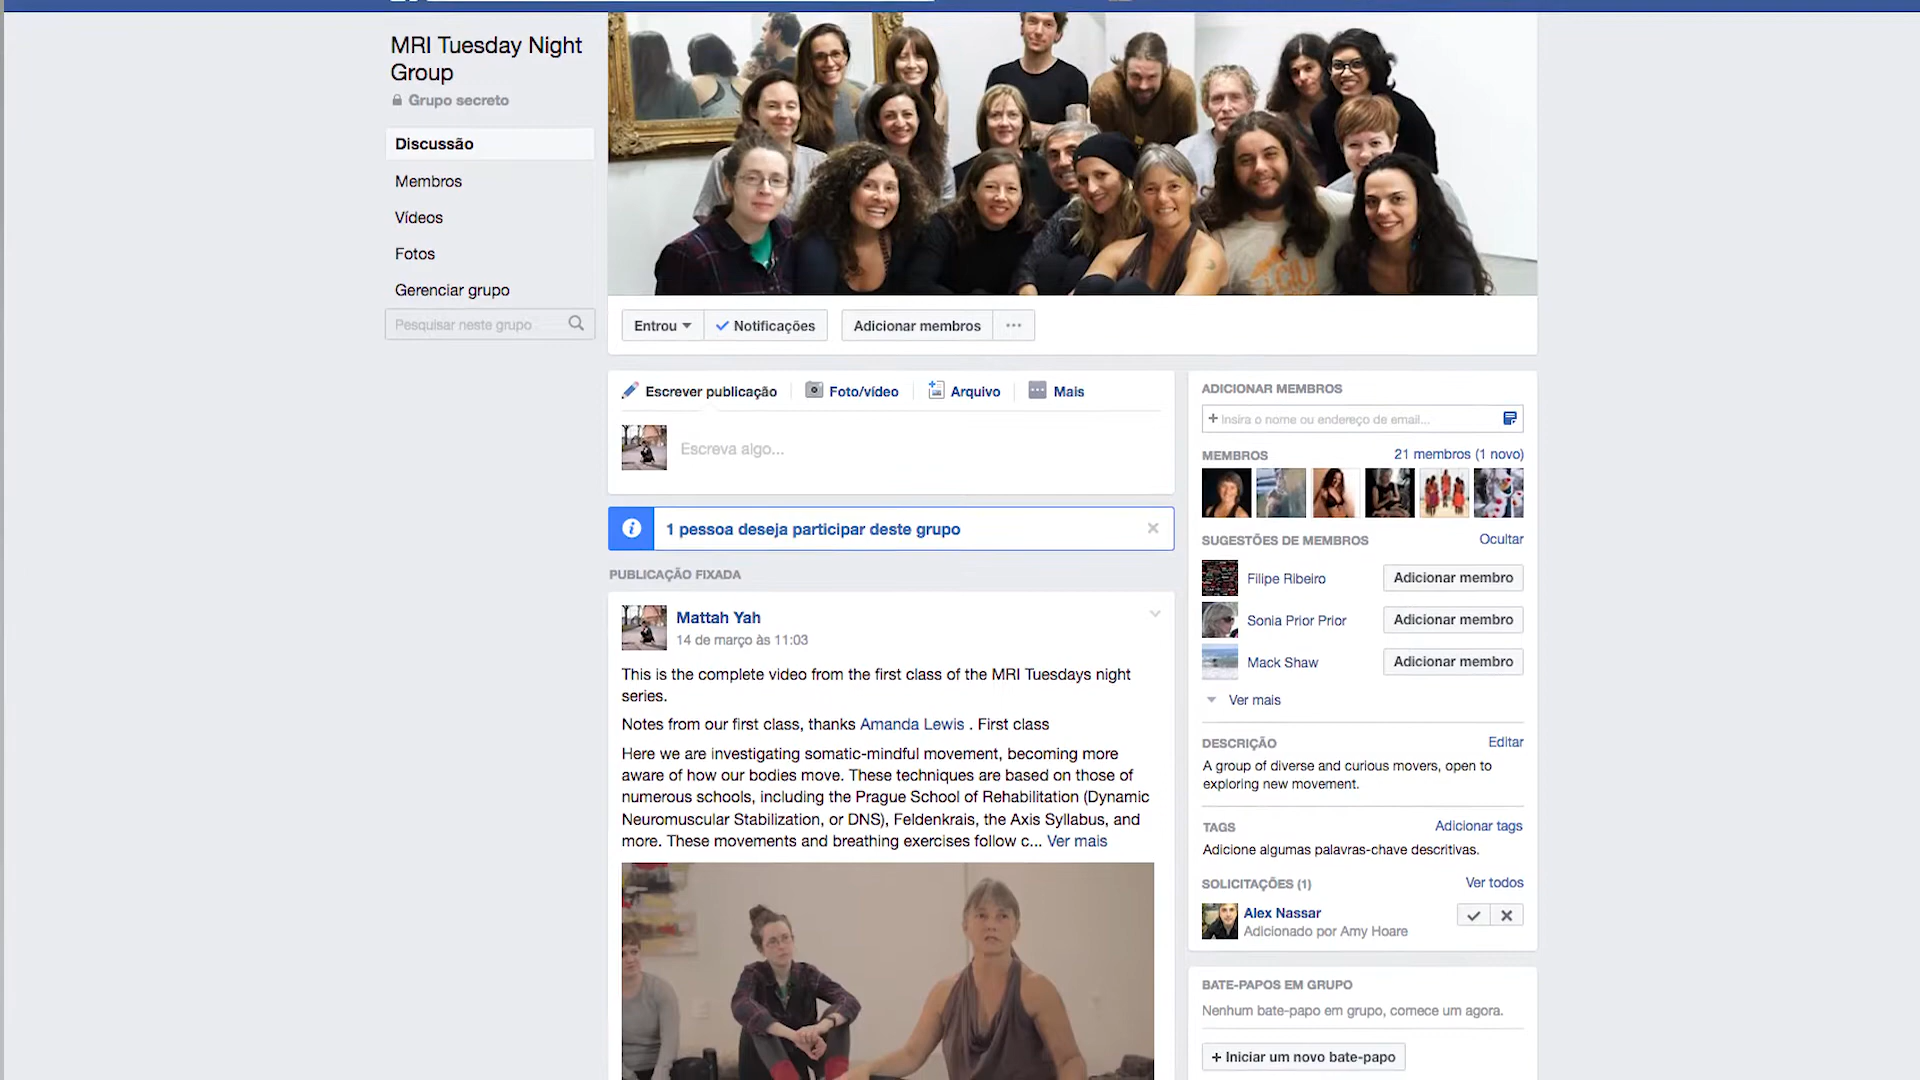 MRI Tuesday Night
Group
Grupo secreto
Discussão
Membros
Vídeos
Fotos
Gerenciar grupo
Pesquisar neste grupo
Entrou
Notificações
Adicionar membros
Escrever publicação
Foto/vídeo
Arquivo
Mais
Escreva algo...
1 pessoa deseja participar deste grupo
PUBLICAÇÃO FIXADA
Mattah Yah
14 de março às 11:03
This is the complete video from the first class of the MRI Tuesdays night
series.
Notes from our first class, thanks Amanda Lewis . First class
Here we are investigating somatic-mindful movement, becoming more
aware of how our bodies move. These techniques are based on those of
numerous schools, including the Prague School of Rehabilitation (Dynamic
Neuromuscular Stabilization, or DNS), Feldenkrais, the Axis Syllabus, and
more. These movements and breathing exercises follow c... Ver mais
ADICIONAR MEMBROS
+ Insira o nome ou endereço de email...
MEMBROS
21 membros (1 novo)
SUGESTÕES DE MEMBROS
Ocultar
Filipe Ribeiro
Adicionar membro
Sonia Prior Prior
Adicionar membro
Mack Shaw
Adicionar membro
Ver mais
DESCRIÇÃO
Editar
A group of diverse and curious movers, open to
exploring new movement.
TAGS
Adicionar tags
Adicione algumas palavras-chave descritivas.
SOLICITAÇÕES (1)
Ver todos
Alex Nassar
Adicionado por Amy Hoare
BATE-PAPOS EM GRUPO
Nenhum bate-papo em grupo, comece um agora.
+ Iniciar um novo bate-papo